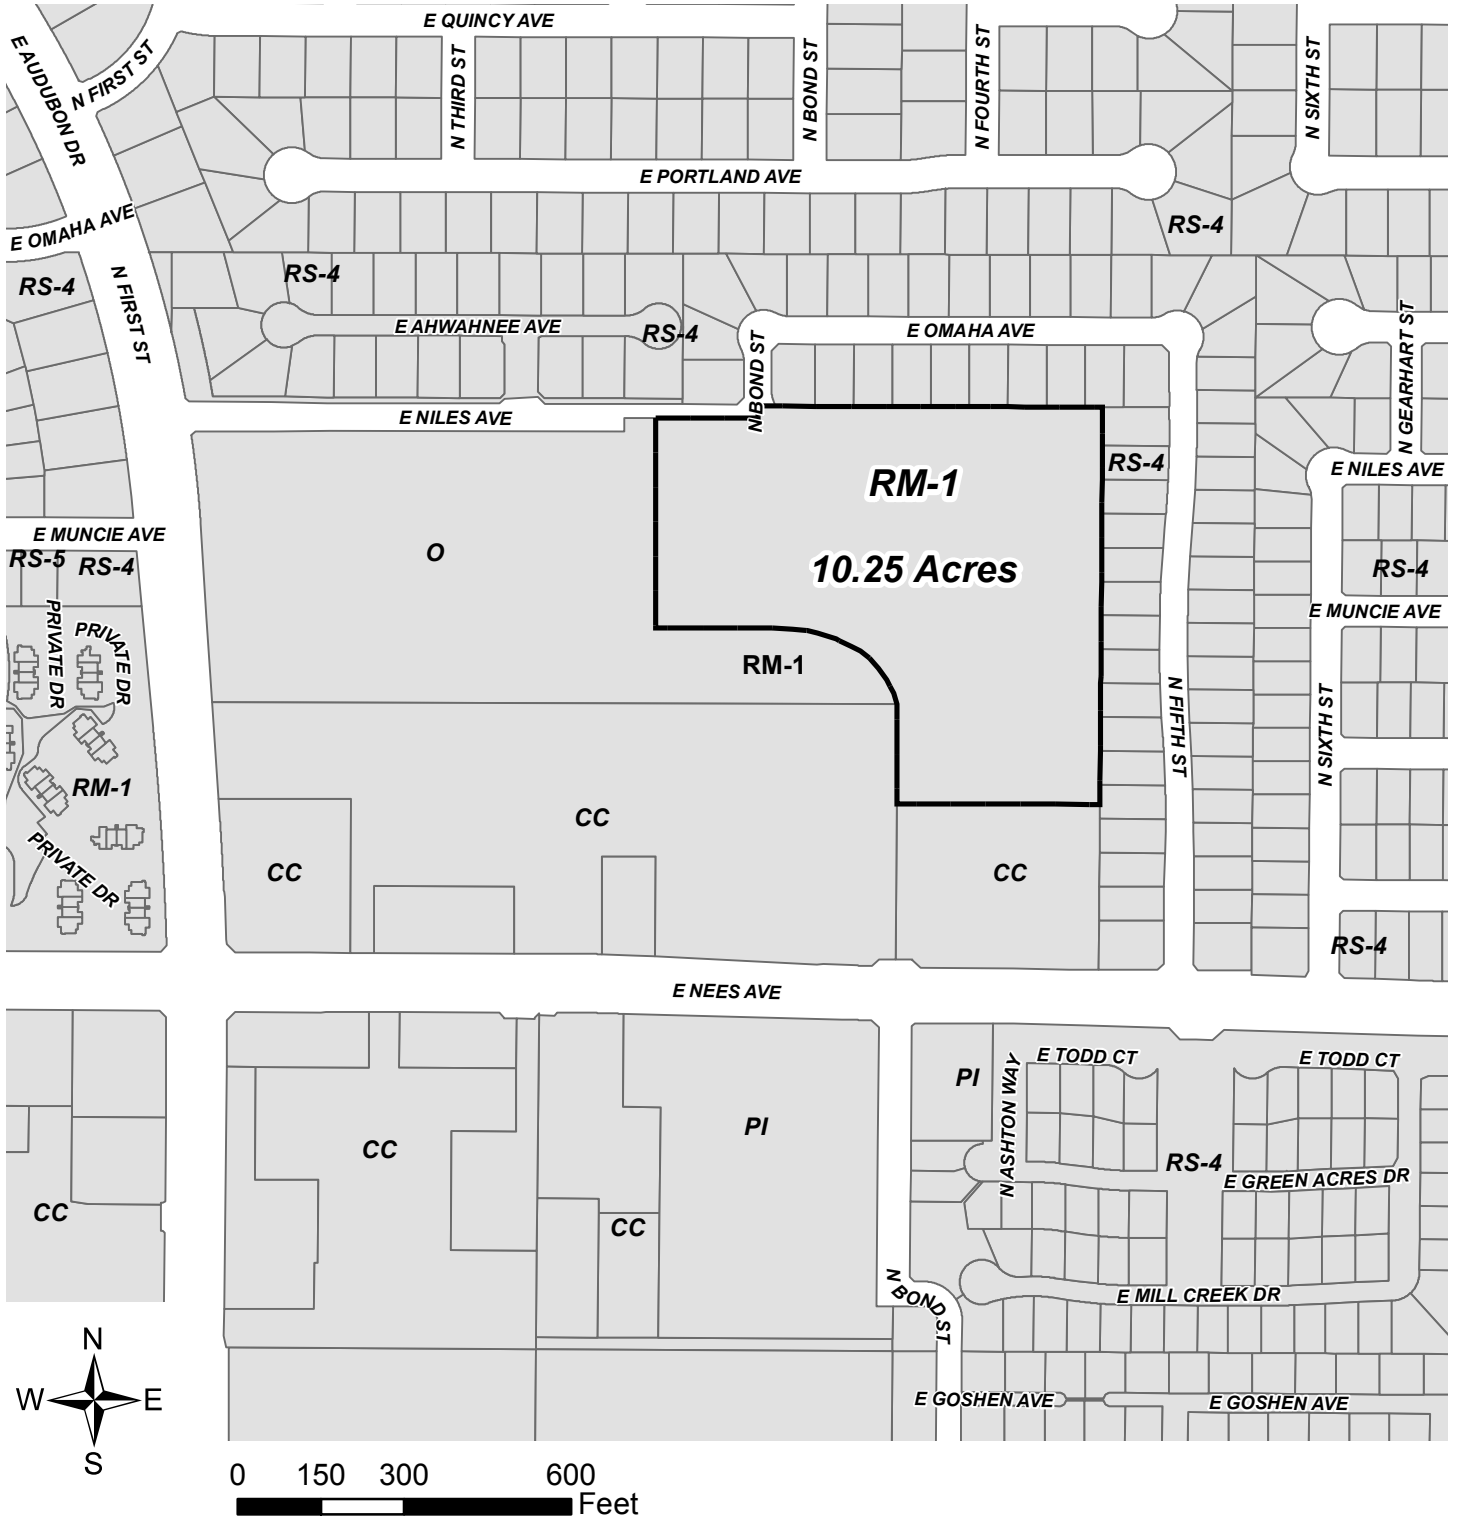 E QUINCY AVE
E AUDUBON DR
N FIRST ST
N THIRD ST
N BOND ST
N FOURTH ST
N SIXTH ST
E PORTLAND AVE
E OMAHA AVE
RS-4
RS-4
RS-4
N FIRST ST
E AHWAHNEE AVE
RS-4
E OMAHA AVE
N BOND ST
N GEARHART ST
E NILES AVE
RS-4
E NILES AVE
RM-1
10.25 Acres
E MUNCIE AVE
RS-5
RS-4
O
RS-4
E MUNCIE AVE
PRIVATE DR
PRIVATE DR
RM-1
N FIFTH ST
N SIXTH ST
RM-1
CC
PRIVATE DR
CC
CC
RS-4
E NEES AVE
E TODD CT
E TODD CT
PI
N ASHTON WAY
PI
CC
RS-4
E GREEN ACRES DR
CC
CC
N BOND ST
E MILL CREEK DR
E GOSHEN AVE
E GOSHEN AVE
N
W
E
S
0 150 300 600
Feet